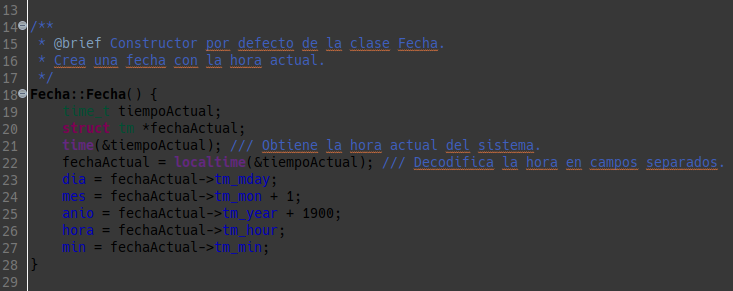 13
14 /**
15  * @brief Constructor por defecto de la clase Fecha.
16  * Crea una fecha con la hora actual.
17  */
18 Fecha::Fecha() {
19     time_t tiempoActual;
20     struct tm *fechaActual;
21     time(&tiempoActual); /// Obtiene la hora actual del sistema.
22     fechaActual = localtime(&tiempoActual); /// Decodifica la hora en campos separados.
23     dia = fechaActual->tm_mday;
24     mes = fechaActual->tm_mon + 1;
25     anio = fechaActual->tm_year + 1900;
26     hora = fechaActual->tm_hour;
27     min = fechaActual->tm_min;
28 }
29